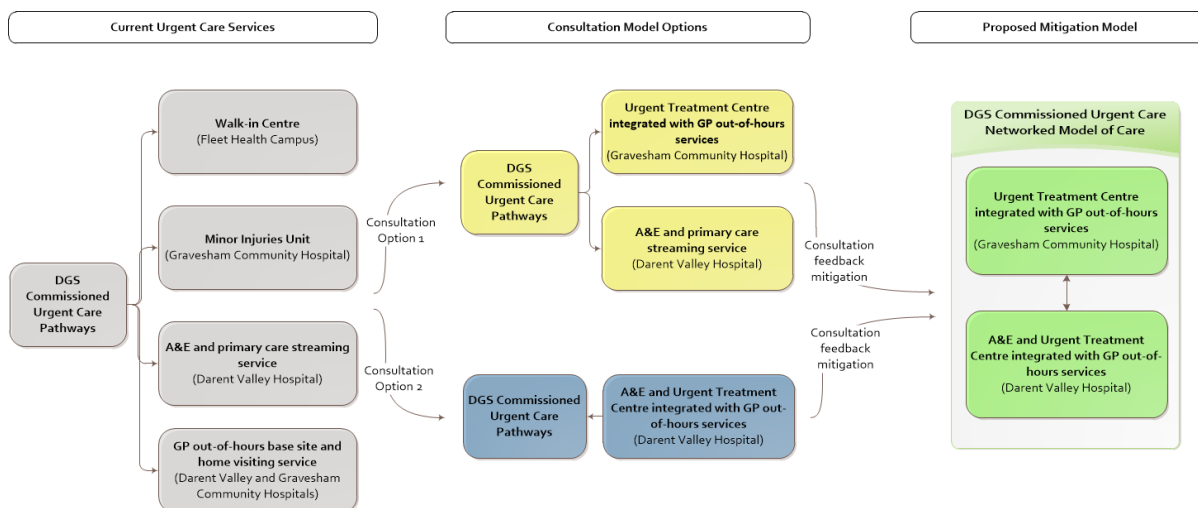 Current Urgent Care Services
Consultation Model Options
Proposed Mitigation Model
DGS
Commissioned
Urgent Care
Pathways
Walk-in Centre
(Fleet Health Campus)
Minor Injuries Unit
(Gravesham Community Hospital)
A&E and primary care streaming
service
(Darent Valley Hospital)
GP out-of-hours base site and
home visiting service
(Darent Valley and Gravesham
Community Hospitals)
Consultation
Option 1
Consultation
Option 2
DGS
Commissioned
Urgent Care
Pathways
Urgent Treatment Centre
integrated with GP out-of-hours
services
(Gravesham Community Hospital)
A&E and primary care
streaming service
(Darent Valley Hospital)
DGS Commissioned
Urgent Care
Pathways
A&E and Urgent Treatment
Centre integrated with GP out-
of-hours services
(Darent Valley Hospital)
Consultation
feedback
mitigation
Consultation
feedback
mitigation
DGS Commissioned Urgent Care
Networked Model of Care
Urgent Treatment Centre
integrated with GP out-of-hours
services
(Gravesham Community Hospital)
A&E and Urgent Treatment
Centre integrated with GP out-of-
hours services
(Darent Valley Hospital)